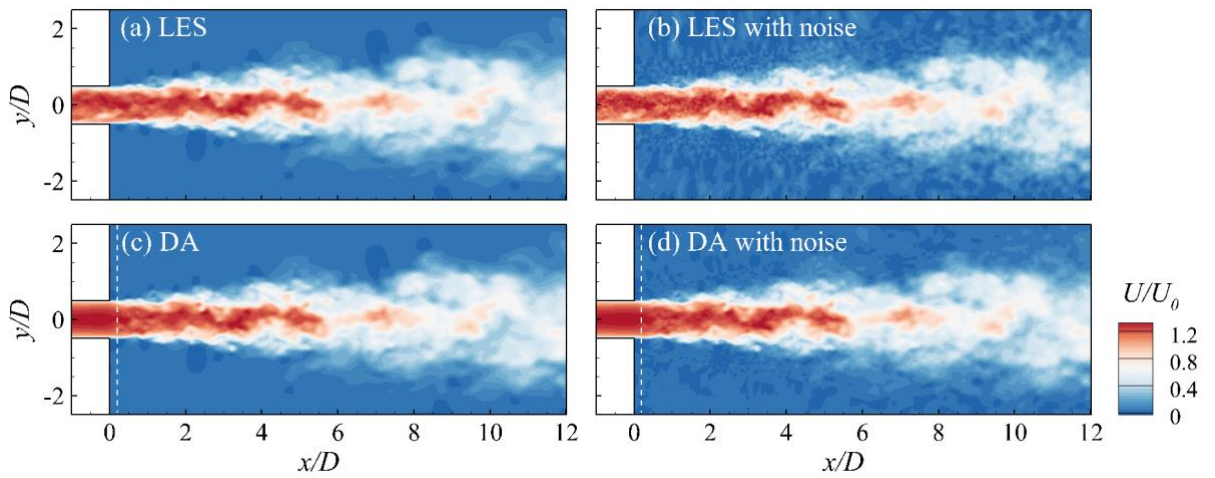 (a) LES
(b) LES with noise
2
0
-2
y/D
(c) DA
(d) DA with noise
2
0
-2
y/D
0 2 4 6 8 10 12
0 2 4 6 8 10 12
x/D
x/D
U/U₀
1.2
0.8
0.4
0